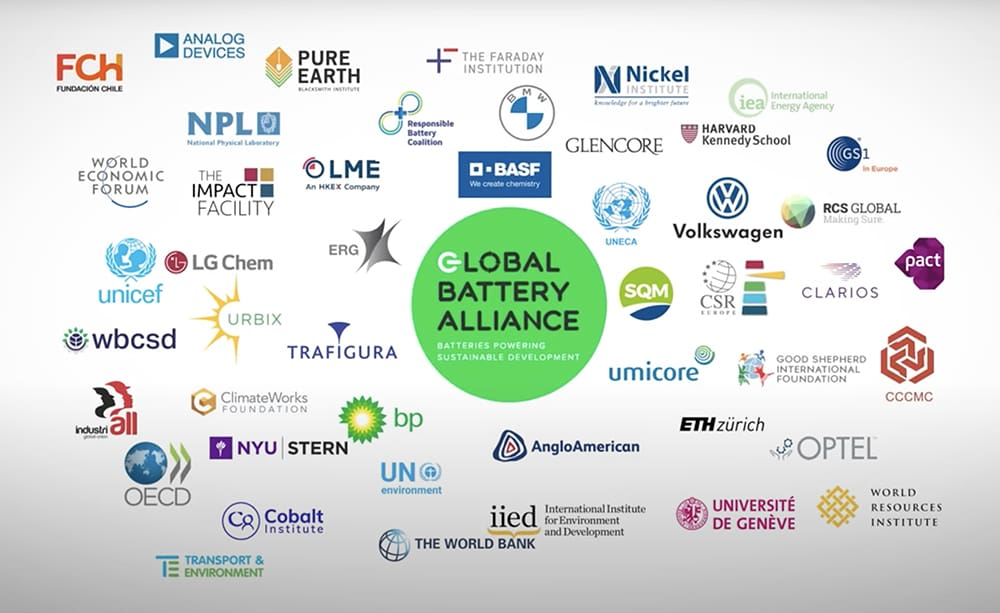 FCH
FUNDACIÓN CHILE
ANALOG
DEVICES
PURE
EARTH
BLACKSMITH INSTITUTE
THE FARADAY
INSTITUTION
Nickel
INSTITUTE
knowledge for a brighter future
iea
International
Energy Agency
NPL
National Physical Laboratory
Responsible
Battery
Coalition
BMW
GLENCORE
HARVARD
Kennedy School
GS1
in Europe
WORLD
ECONOMIC
FORUM
THE
IMPACT
FACILITY
LME
An HKEX Company
BASF
We create chemistry
UNECA
Volkswagen
RCS GLOBAL
Making Sure.
unicef
LG Chem
ERG
GLOBAL
BATTERY
ALLIANCE
BATTERIES POWERING
SUSTAINABLE DEVELOPMENT
SQM
CSR
EUROPE
CLARIOS
pact
wbcsd
URBIX
TRAFIGURA
umicore
GOOD SHEPHERD
INTERNATIONAL
FOUNDATION
CCCMC
industri
all
global union
ClimateWorks
FOUNDATION
bp
ETH zürich
OECD
NYU STERN
UN
environment
AngloAmerican
OPTEL
Cobalt
Institute
THE WORLD BANK
iied
International Institute
for Environment
and Development
UNIVERSITÉ
DE GENÈVE
WORLD
RESOURCES
INSTITUTE
TE
TRANSPORT &
ENVIRONMENT